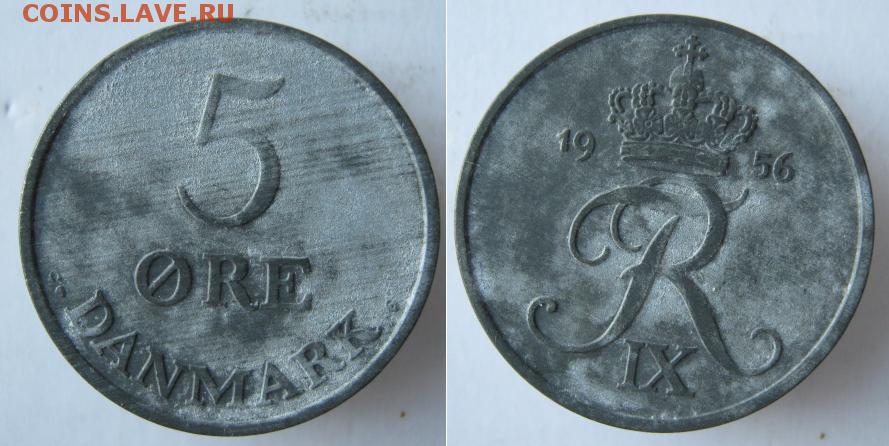 COINS.LAVE.RU
5
ØRE
DANMARK
19 56
R
IX